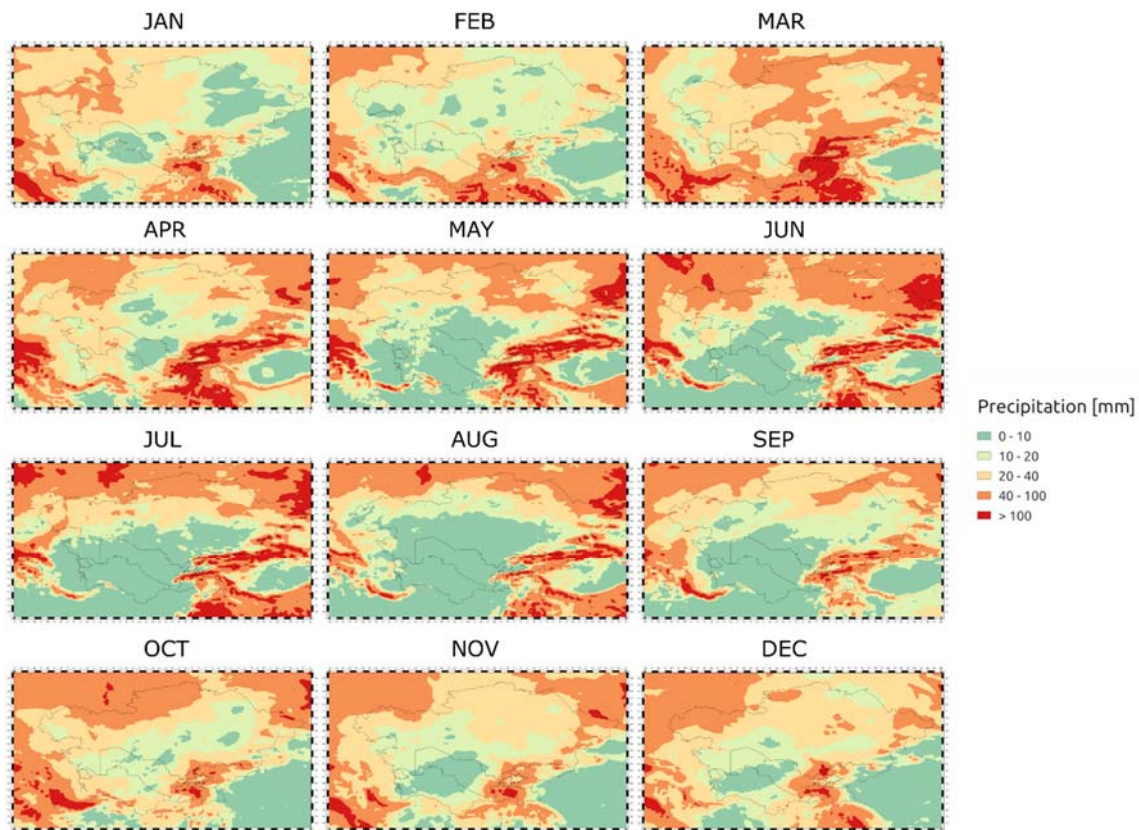 JAN FEB MAR
APR MAY JUN
JUL AUG SEP
OCT NOV DEC
Precipitation [mm]
0 - 10
10 - 20
20 - 40
40 - 100
> 100